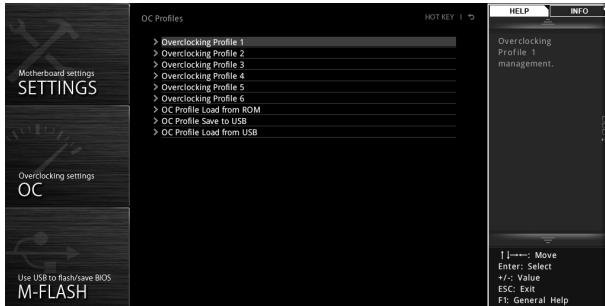 OC Profiles
HOT KEY |
HELP
INFO
Motherboard settings
SETTINGS
Overclocking settings
OC
Use USB to flash/save BIOS
M-FLASH
> Overclocking Profile 1
> Overclocking Profile 2
> Overclocking Profile 3
> Overclocking Profile 4
> Overclocking Profile 5
> Overclocking Profile 6
> OC Profile Load from ROM
> OC Profile Save to USB
> OC Profile Load from USB
Overclocking
Profile 1
management.
↑↓→←: Move
Enter: Select
+/-: Value
ESC: Exit
F1: General Help